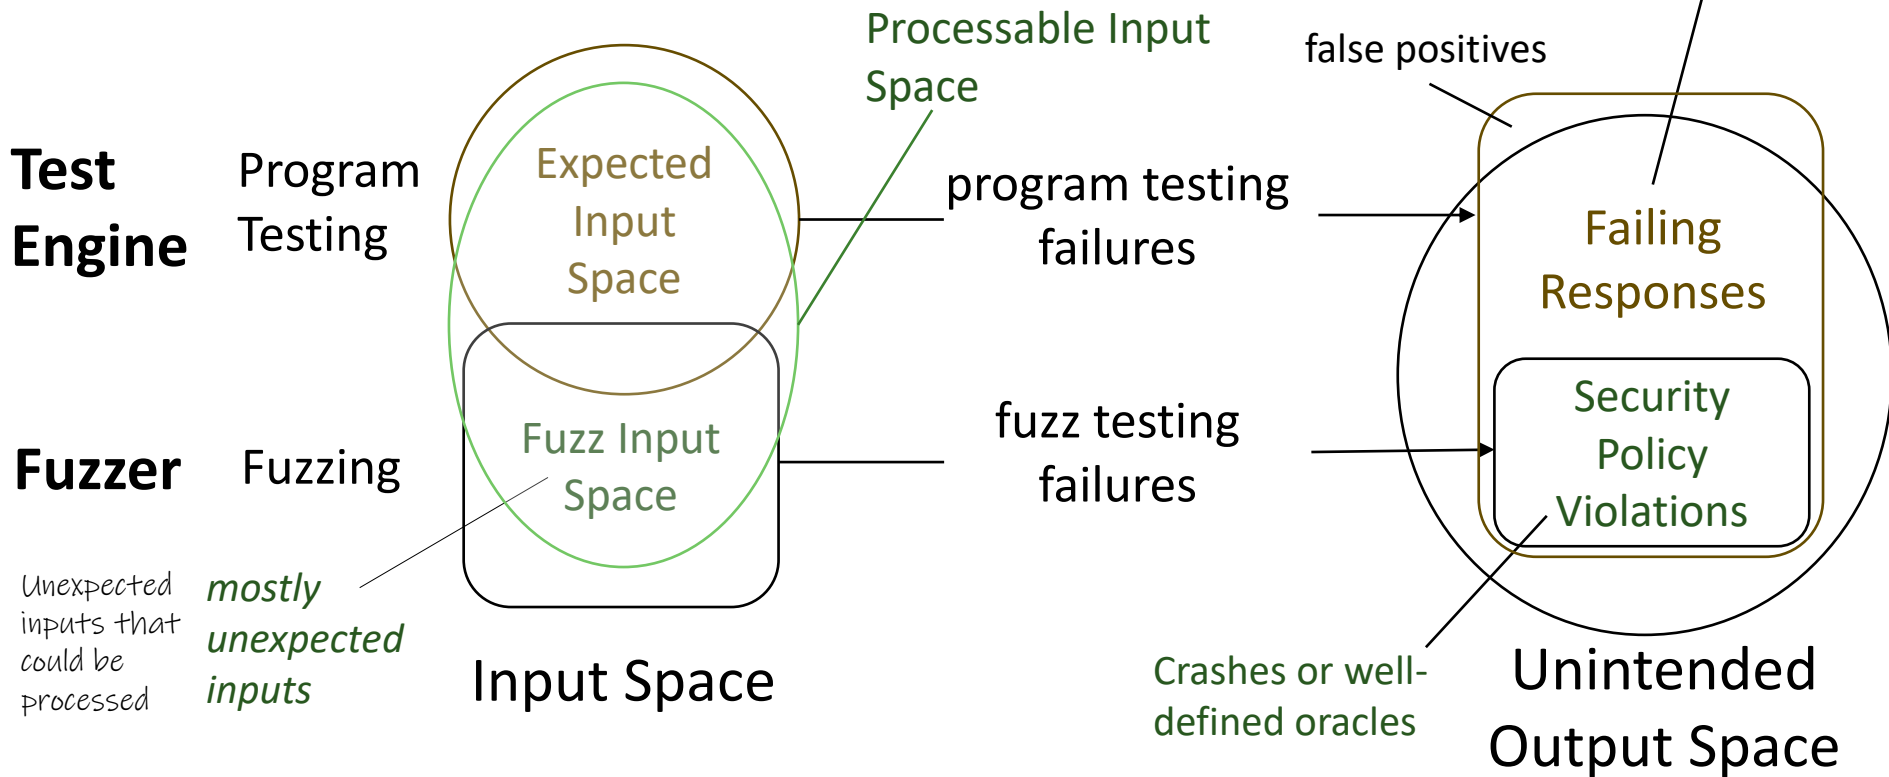 Processable Input
Space
false positives
Test
Engine
Program
Testing
Expected
Input
Space
program testing
failures
Failing
Responses
Fuzzer
Fuzzing
Fuzz Input
Space
fuzz testing
failures
Security
Policy
Violations
Unexpected
inputs that
could be
processed
mostly
unexpected
inputs
Input Space
Crashes or well-
defined oracles
Unintended
Output Space